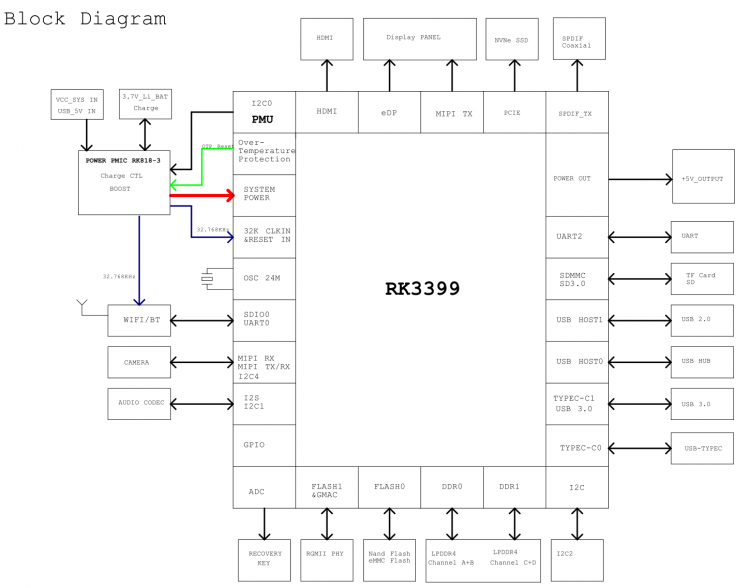 Block Diagram
HDMI
Display PANEL
NVNe SSD
SPDIF
Coaxial
VCC_SYS IN
USB_5V IN
3.7V_Li_BAT
Charge
I2C0
PMU
HDMI
eDP
MIPI TX
PCIE
SPDIF_TX
OTP Reset
Over-
Temperature
Protection
POWER PMIC RK818-3
Charge CTL
BOOST
SYSTEM
POWER
POWER OUT
+5V_OUTPUT
32.768KHz
32K CLKIN
&RESET IN
UART2
UART
32.768KHz
OSC 24M
RK3399
SDMMC
SD3.0
TF Card
SD
WIFI/BT
SDIO0
UART0
USB HOST1
USB 2.0
CAMERA
MIPI RX
MIPI TX/RX
I2C4
USB HOST0
USB HUB
AUDIO CODEC
I2S
I2C1
TYPEC-C1
USB 3.0
USB 3.0
GPIO
TYPEC-C0
USB-TYPEC
ADC
FLASH1
&GMAC
FLASH0
DDR0
DDR1
I2C
RECOVERY
KEY
RGMII PHY
Nand Flash
eMMC Flash
LPDDR4
Channel A+B
LPDDR4
Channel C+D
I2C2